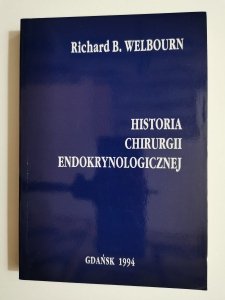 Richard B. WELBOURN
HISTORIA
CHIRURGII
ENDOKRYNOLOGICZNEJ
GDAŃSK 1994